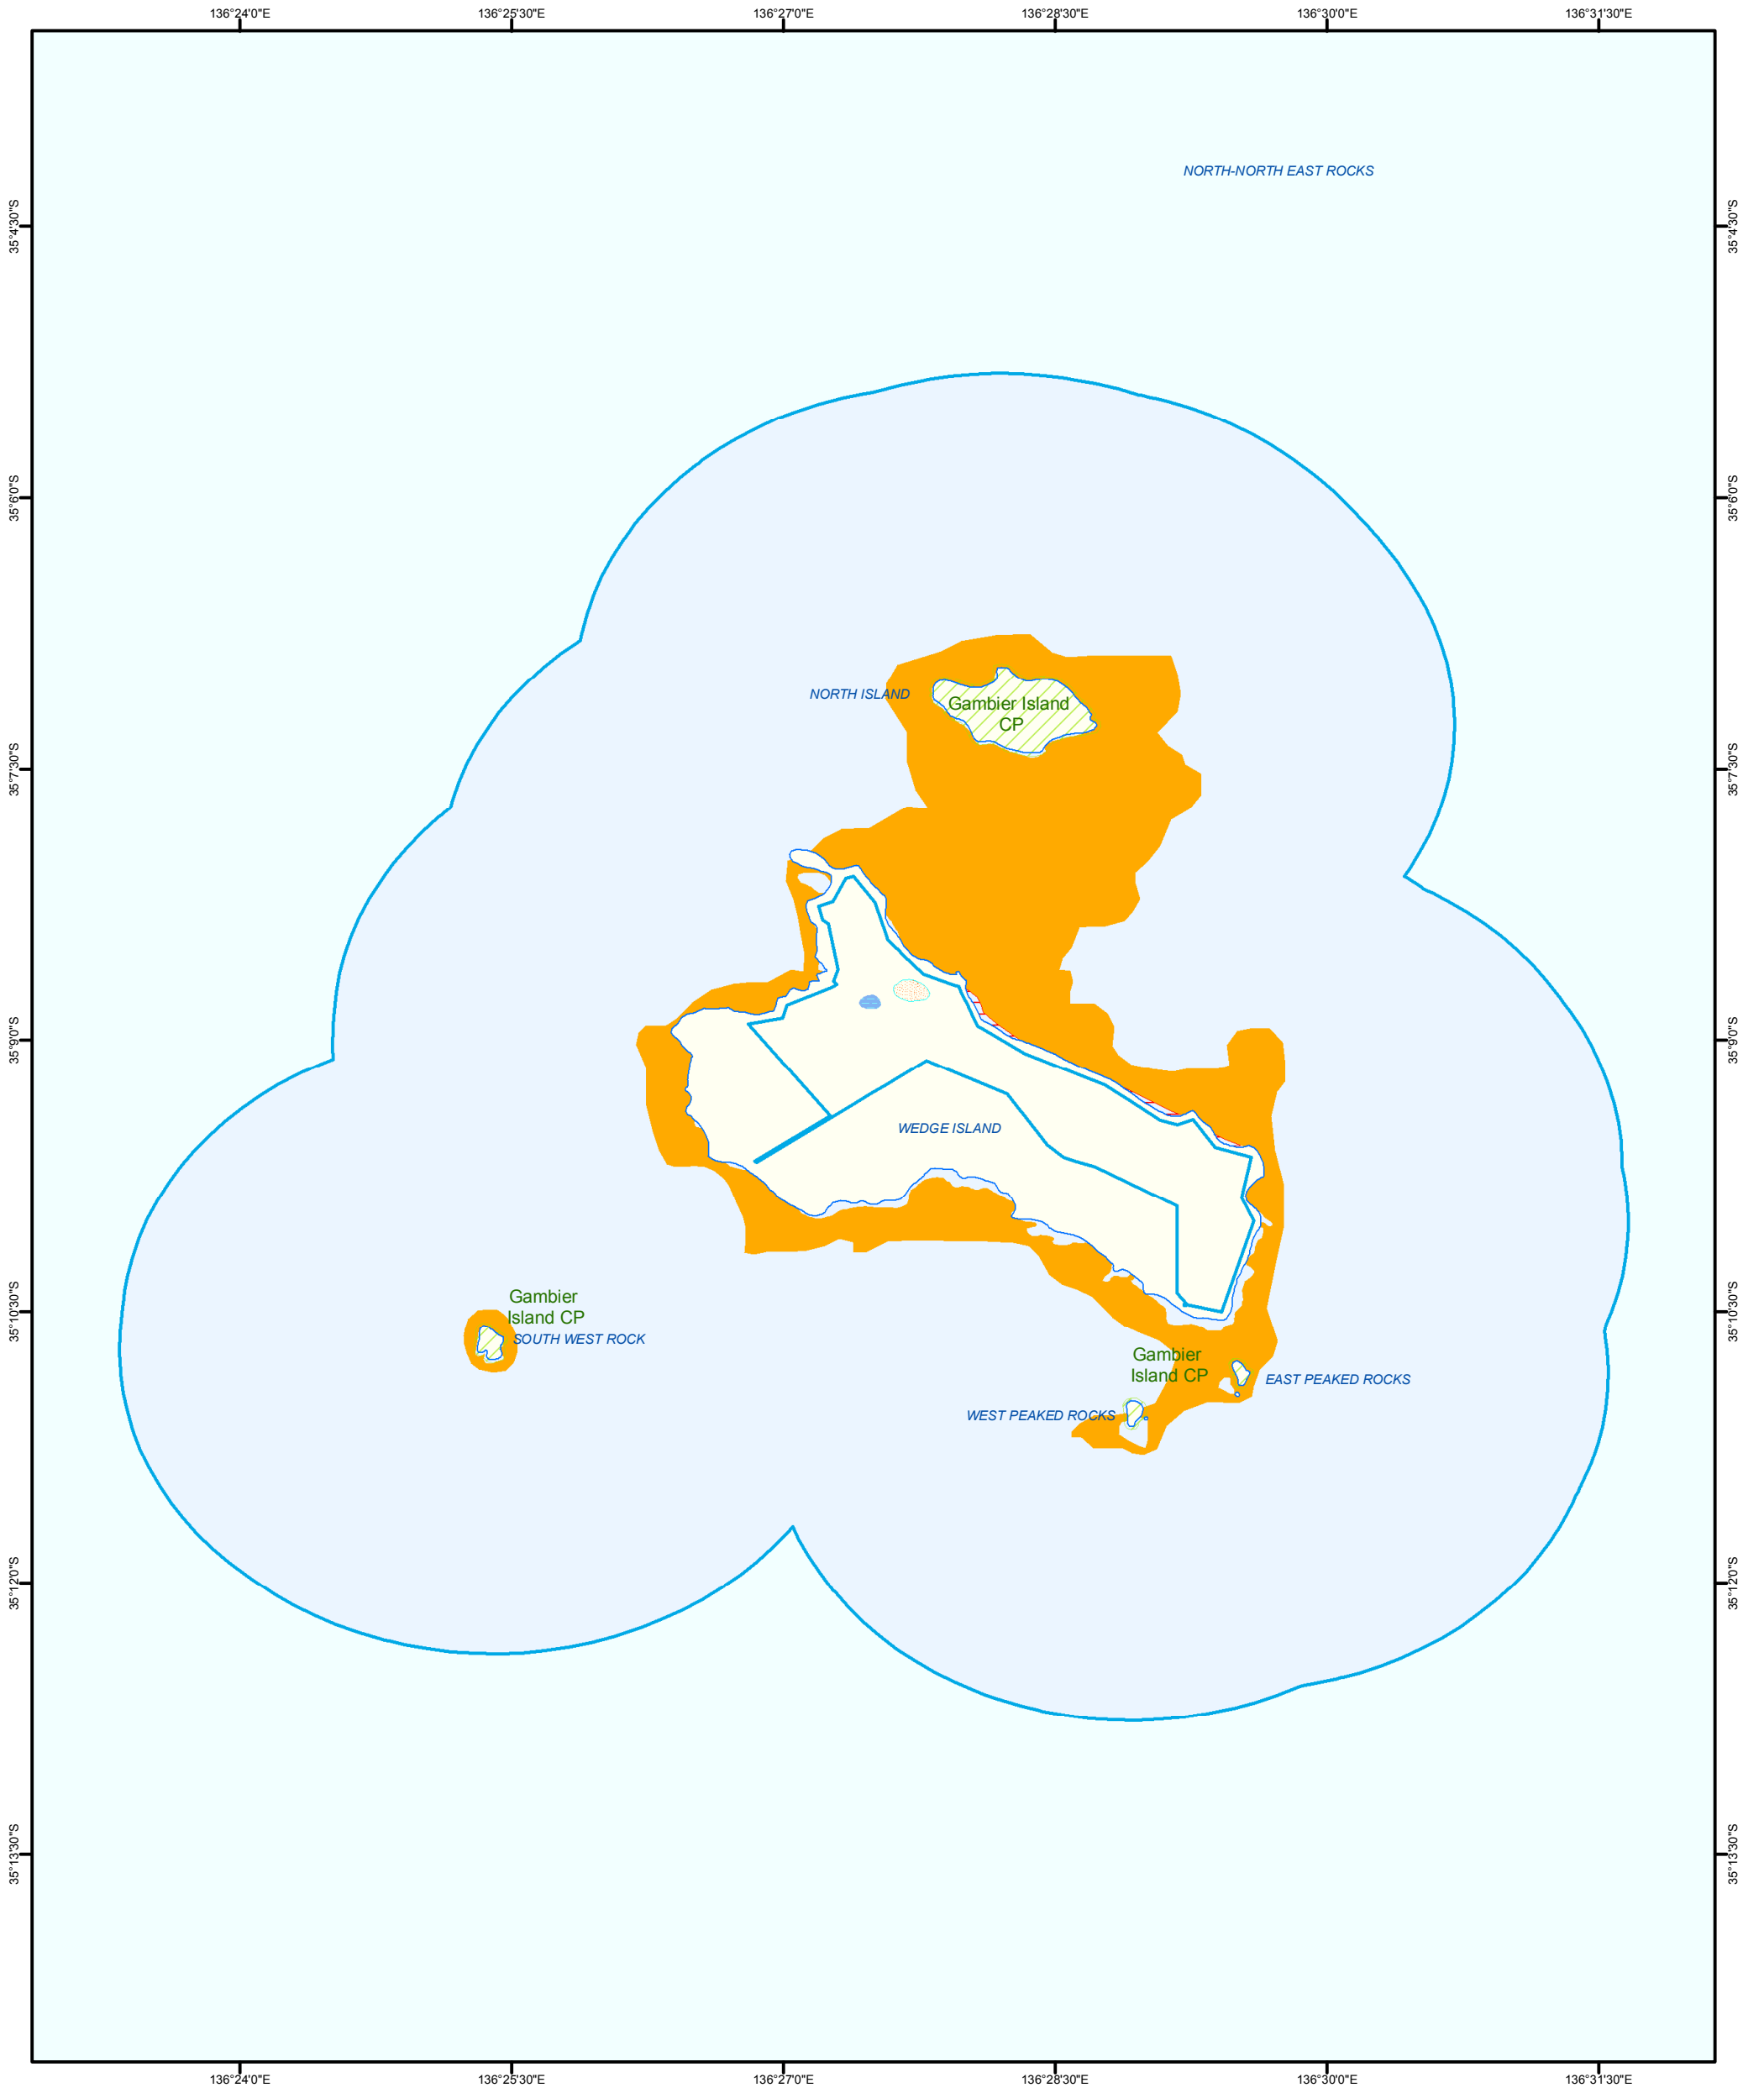 136°24'0"E
136°25'30"E
136°27'0"E
136°28'30"E
136°30'0"E
136°31'30"E
NORTH-NORTH EAST ROCKS
35°4'30"S
35°4'30"S
35°6'0"S
35°6'0"S
NORTH ISLAND
Gambier Island
CP
35°7'30"S
35°7'30"S
35°9'0"S
35°9'0"S
WEDGE ISLAND
Gambier
Island CP
35°10'30"S
35°10'30"S
SOUTH WEST ROCK
Gambier
Island CP
EAST PEAKED ROCKS
WEST PEAKED ROCKS
35°12'0"S
35°12'0"S
35°13'30"S
35°13'30"S
136°24'0"E
136°25'30"E
136°27'0"E
136°28'30"E
136°30'0"E
136°31'30"E